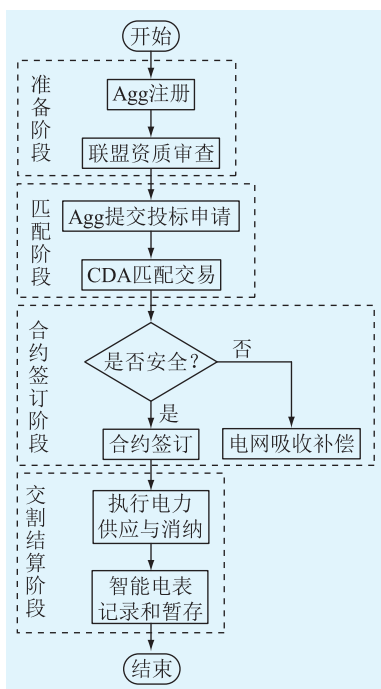 开始
准备阶段
Agg注册
联盟资质审查
匹配阶段
Agg提交投标申请
CDA匹配交易
合约签订阶段
是否安全？
否
是
合约签订
电网吸收补偿
交割结算阶段
执行电力
供应与消纳
智能电表
记录和暂存
结束